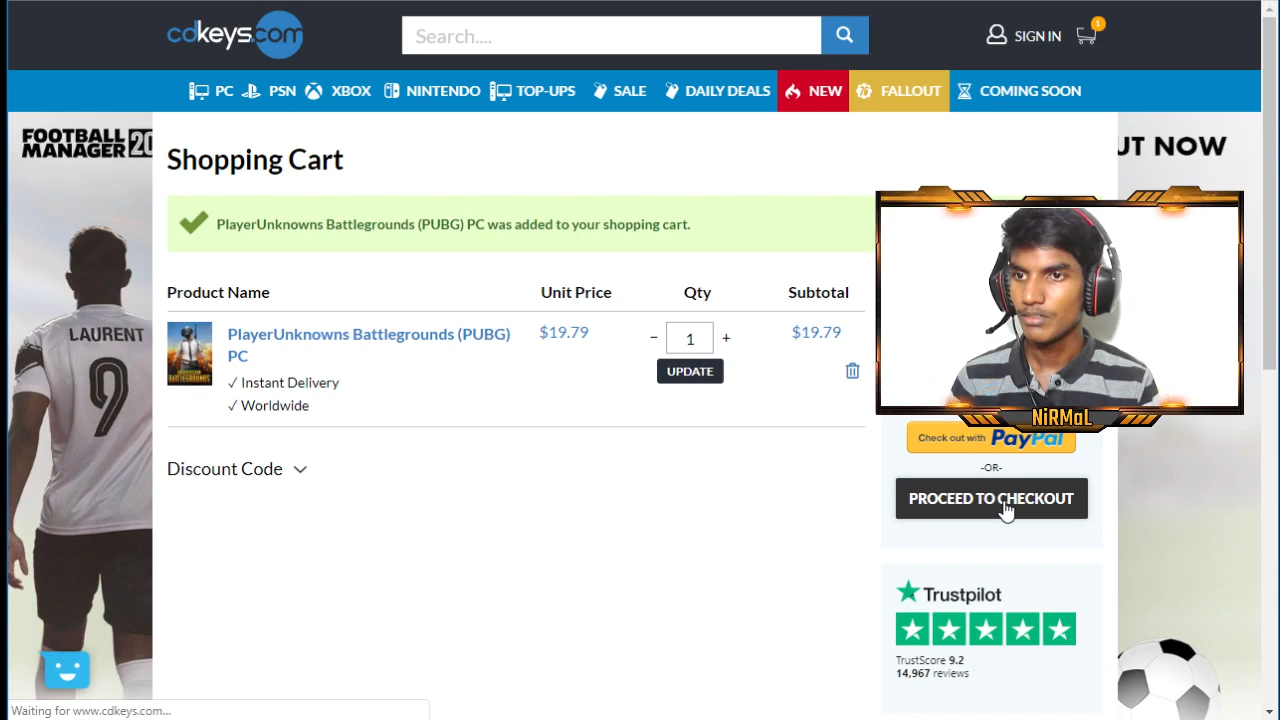 cdkeys.com
Search....
SIGN IN
1
PC
PSN
XBOX
NINTENDO
TOP-UPS
SALE
DAILY DEALS
NEW
FALLOUT
COMING SOON
FOOTBALL
MANAGER 20
UT NOW
LAURENT
9
Shopping Cart
PlayerUnknowns Battlegrounds (PUBG) PC was added to your shopping cart.
Product Name Unit Price Qty Subtotal
PlayerUnknowns Battlegrounds (PUBG) $19.79 1 $19.79
PC
✓ Instant Delivery
UPDATE
✓ Worldwide
NiRMaL
Check out with PayPal
-OR-
Discount Code
PROCEED TO CHECKOUT
Trustpilot
TrustScore 9.2
14,967 reviews
Waiting for www.cdkeys.com...